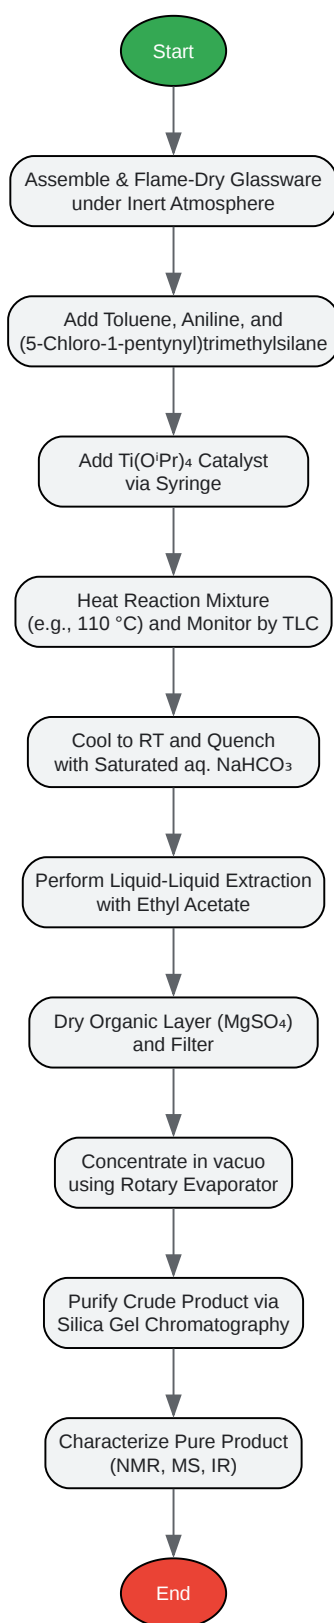 Start
Assemble & Flame-Dry Glassware
under Inert Atmosphere
Add Toluene, Aniline, and
(5-Chloro-1-pentynyl)trimethylsilane
Add Ti(OⁱPr)₄ Catalyst
via Syringe
Heat Reaction Mixture
(e.g., 110 °C) and Monitor by TLC
Cool to RT and Quench
with Saturated aq. NaHCO₃
Perform Liquid-Liquid Extraction
with Ethyl Acetate
Dry Organic Layer (MgSO₄)
and Filter
Concentrate in vacuo
using Rotary Evaporator
Purify Crude Product via
Silica Gel Chromatography
Characterize Pure Product
(NMR, MS, IR)
End